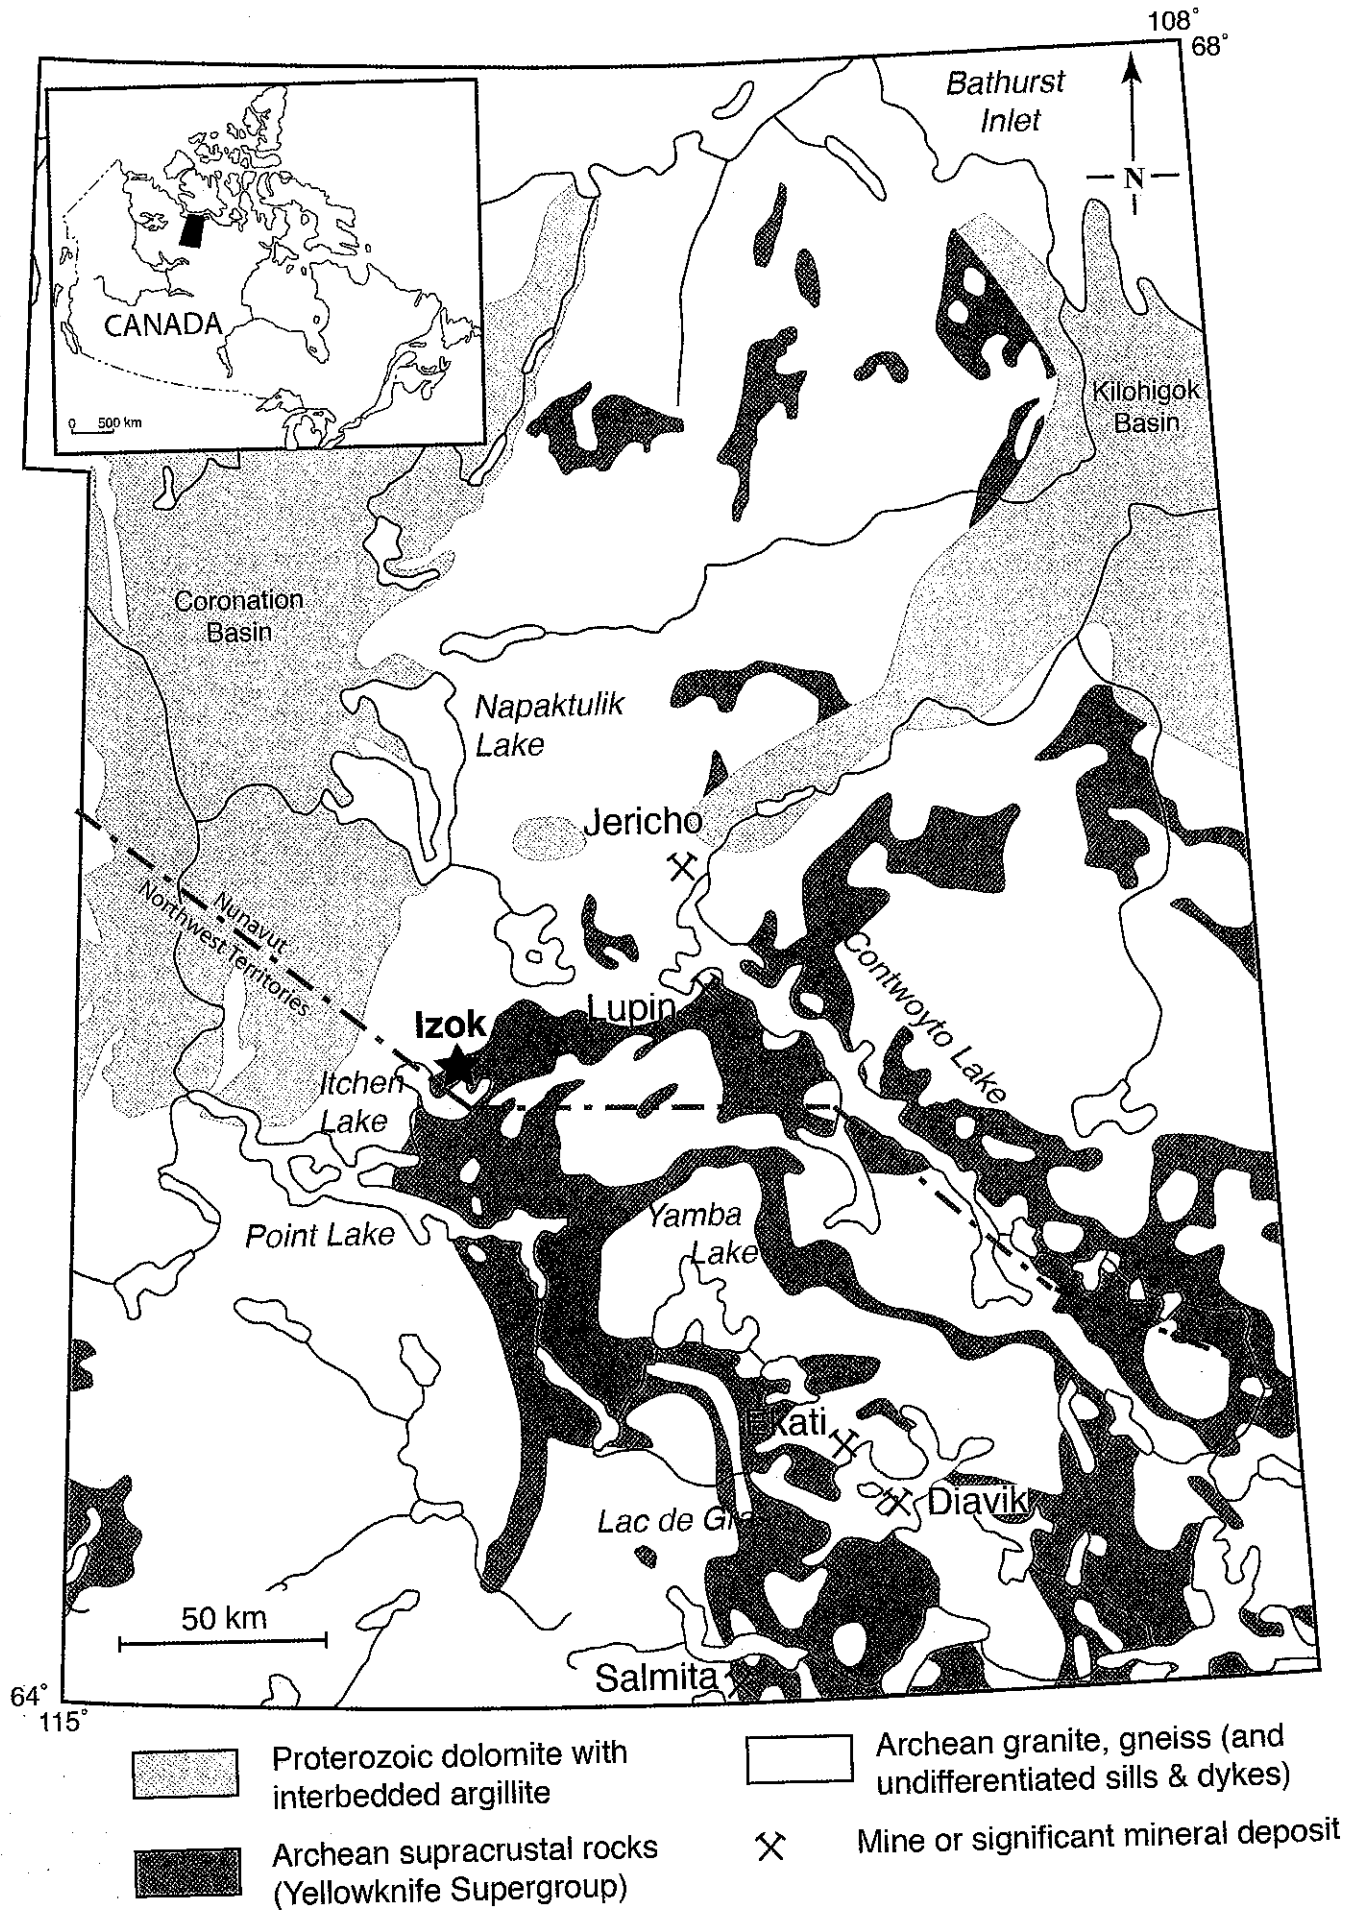 108°
68°
Bathurst
Inlet
N
CANADA
0 500 km
Kilohigok
Basin
Coronation
Basin
Napaktulik
Lake
Jericho
Nunavut
Northwest Territories
Contwoyto Lake
Lupin
Izok
Itchen
Lake
Point Lake
Yamba
Lake
Ekati
Diavik
Lac de Gra
50 km
Salmita
64°
115°
Proterozoic dolomite with
interbedded argillite
Archean supracrustal rocks
(Yellowknife Supergroup)
Archean granite, gneiss (and
undifferentiated sills & dykes)
Mine or significant mineral deposit